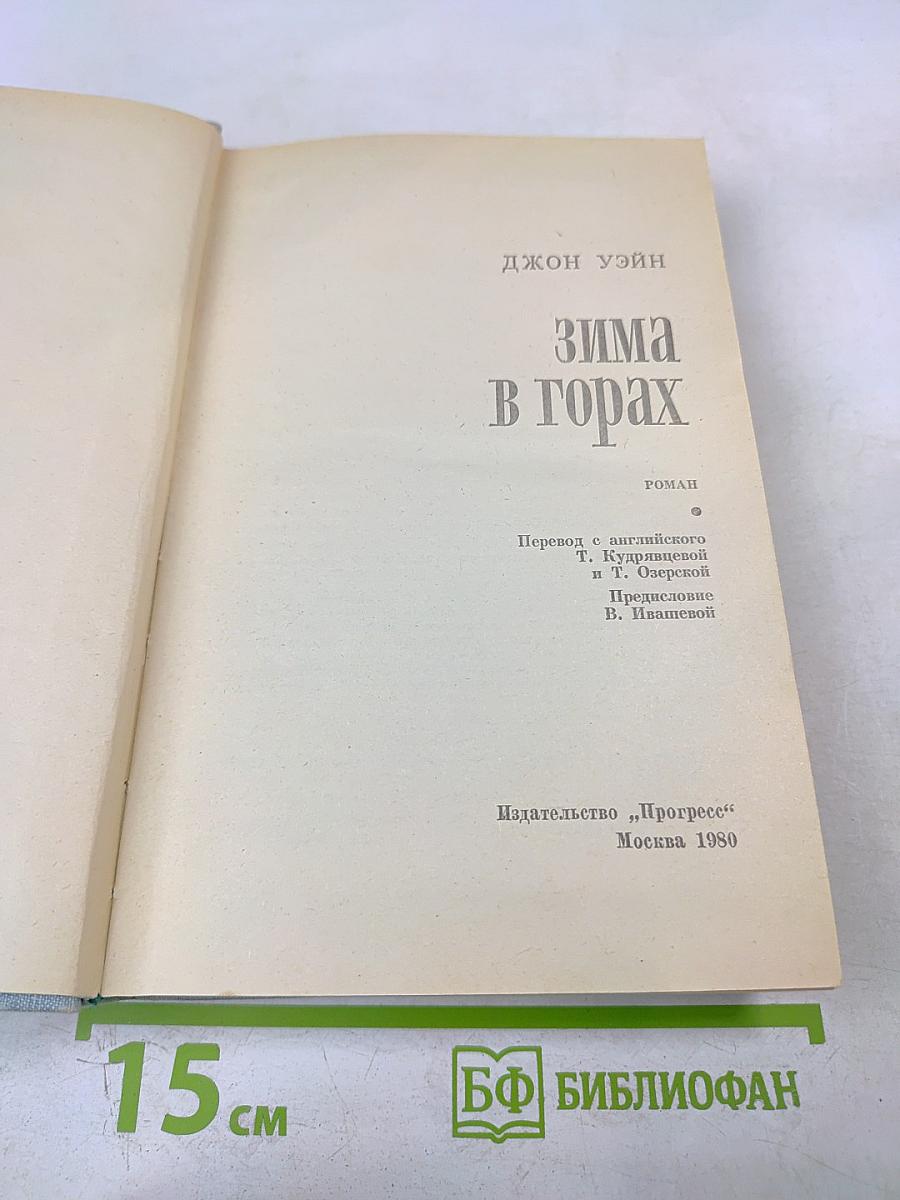 ДЖОН УЭЙН
ЗИМА
В ГОРАХ
РОМАН
Перевод с английского
Т. Кудрявцевой
и Т. Озерской
Предисловие
В. Ивашевой
Издательство „Прогресс“
Москва 1980
15 см
БФ БИБЛИОФАН